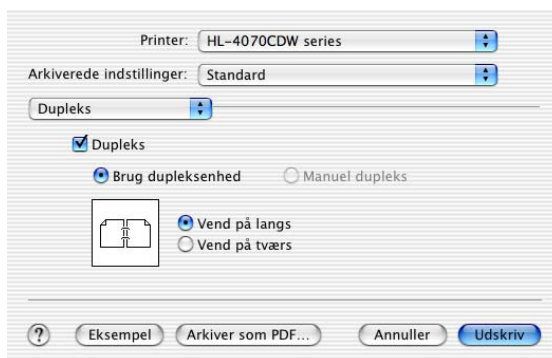 Printer: HL-4070CDW series
Arkiverede indstillinger: Standard
Dupleks
Dupleks
Brug dupleksenhed Manuel dupleks
Vend på langs
Vend på tværs
? Eksempel Arkiver som PDF... Annuller Udskriv